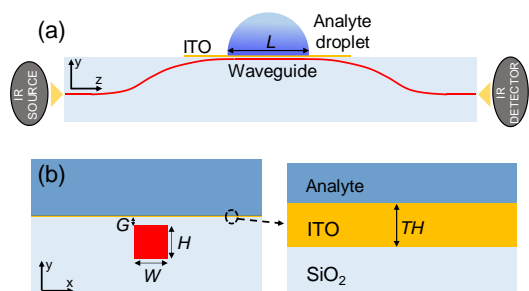 (a)
ITO
L
Analyte
droplet
Waveguide
y
z
IR
SOURCE
IR
DETECTOR
(b)
G
H
W
y
x
Analyte
ITO
TH
SiO₂